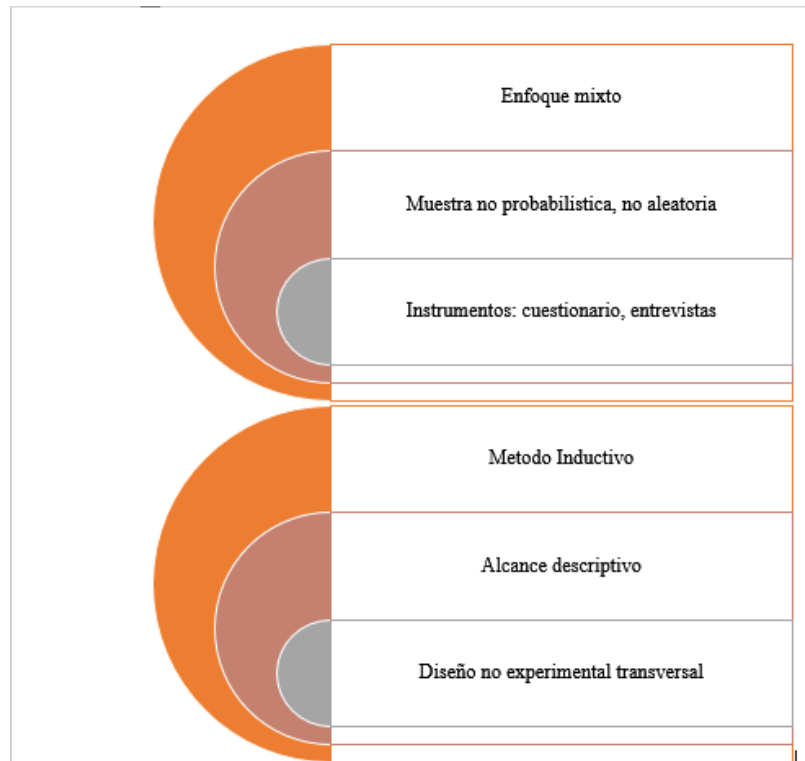 Enfoque mixto
Muestra no probabilistica, no aleatoria
Instrumentos: cuestionario, entrevistas
Metodo Inductivo
Alcance descriptivo
Diseño no experimental transversal